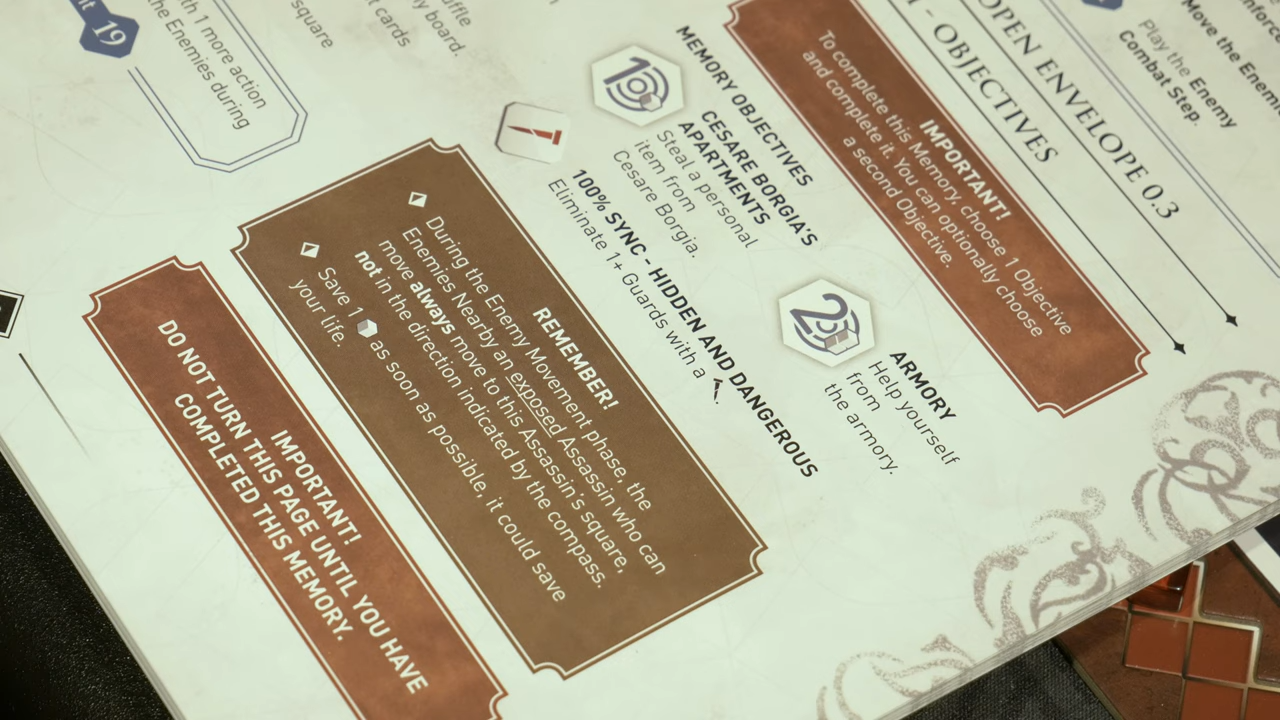 19
th 1 more action
the Enemies during
square
t cards
y board.
OPEN ENVELOPE 0.3
- OBJECTIVES
Play the Enemy
Combat Step.
Move the Enemie
IMPORTANT!
To complete this Memory, choose 1 Objective
and complete it. You can optionally choose
a second Objective.
MEMORY OBJECTIVES
1
CESARE BORGIA'S
APARTMENTS
Steal a personal
item from
Cesare Borgia.
2
ARMORY
Help yourself
from
the armory.
100% SYNC - HIDDEN AND DANGEROUS
Eliminate 1+ Guards with a
REMEMBER!
During the Enemy Movement phase, the
Enemies Nearby an exposed Assassin who can
move always move to this Assassin's square,
not in the direction indicated by the compass.
Save 1 as soon as possible, it could save
your life.
IMPORTANT!
DO NOT TURN THIS PAGE UNTIL YOU HAVE
COMPLETED THIS MEMORY.